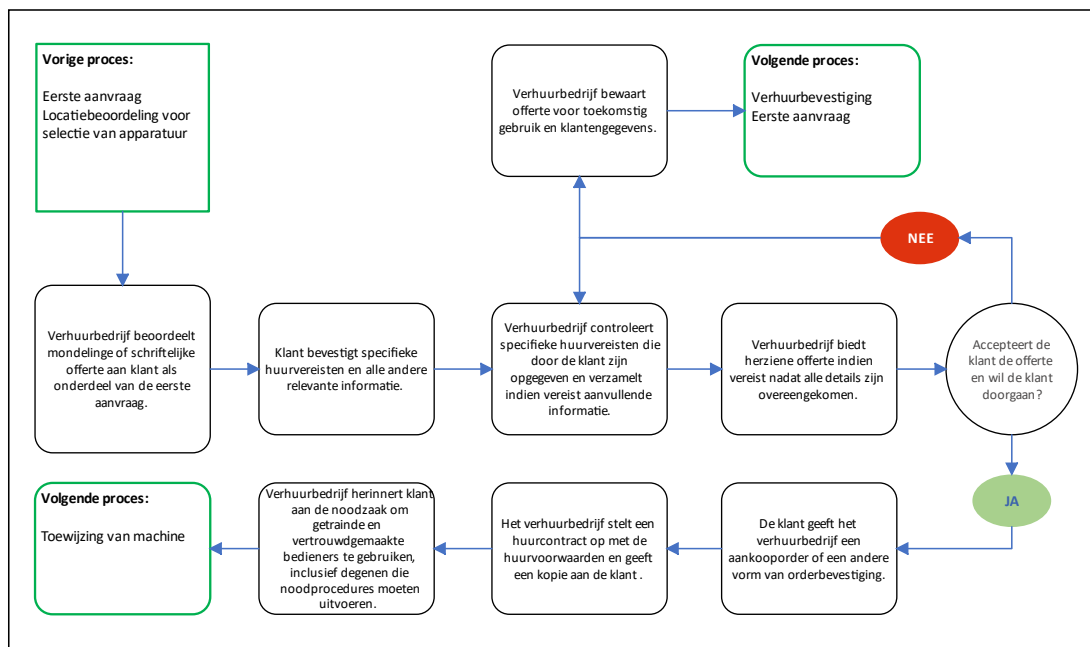 Vorige proces:
Eerste aanvraag
Locatiebeoordeling voor
selectie van apparatuur
Verhuurbedrijf bewaart
offerte voor toekomstig
gebruik en klantengegevens.
Volgende proces:
Verhuurbevestiging
Eerste aanvraag
NEE
Verhuurbedrijf beoordeelt
mondelinge of schriftelijke
offerte aan klant als
onderdeel van de eerste
aanvraag.
Klant bevestigt specifieke
huurvereisten en alle andere
relevante informatie.
Verhuurbedrijf controleert
specifieke huurvereisten die
door de klant zijn
opgegeven en verzamelt
indien vereist aanvullende
informatie.
Verhuurbedrijf biedt
herziene offerte indien
vereist nadat alle details zijn
overeengekomen.
Accepteert de
klant de offerte
en wil de klant
doorgaan?
JA
De klant geeft het
verhuurbedrijf een
aankooporder of een andere
vorm van orderbevestiging.
Het verhuurbedrijf stelt een
huurcontract op met de
huurvoorwaarden en geeft
een kopie aan de klant .
Verhuurbedrijf herinnert klant
aan de noodzaak om
getrainde en
vertrouwdgemaakte
bedieners te gebruiken,
inclusief degenen die
noodprocedures moeten
uitvoeren.
Volgende proces:
Toewijzing van machine